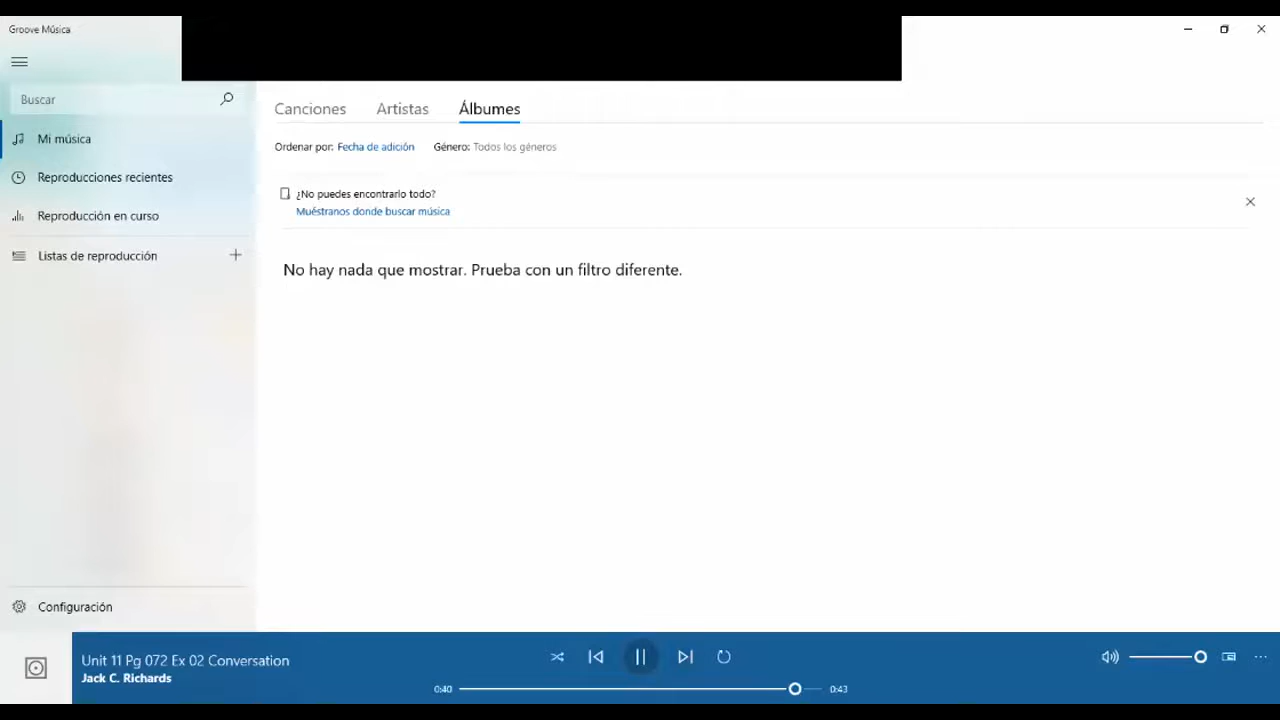 Groove Música
Buscar
Mi música
Reproducciones recientes
Reproducción en curso
Listas de reproducción
Configuración
Canciones Artistas Álbumes
Ordenar por: Fecha de adición Género: Todos los géneros
¿No puedes encontrarlo todo?
Muéstranos donde buscar música
No hay nada que mostrar. Prueba con un filtro diferente.
Unit 11 Pg 072 Ex 02 Conversation
Jack C. Richards
0:40 0:43